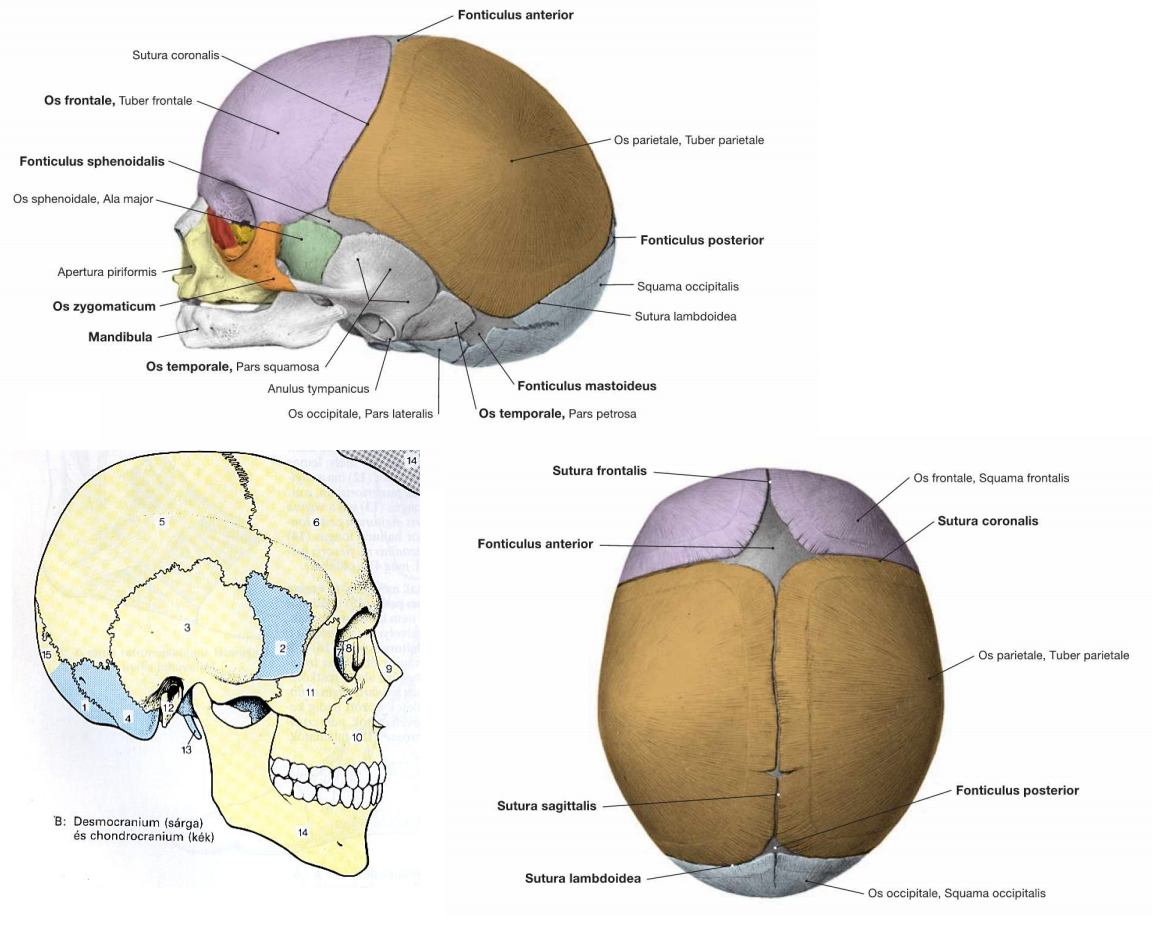 Fonticulus anterior
Sutura coronalis
Os frontale, Tuber frontale
Os parietale, Tuber parietale
Fonticulus sphenoidalis
Os sphenoidale, Ala major
Fonticulus posterior
Apertura piriformis
Squama occipitalis
Os zygomaticum
Sutura lambdoidea
Mandibula
Os temporale, Pars squamosa
Fonticulus mastoideus
Anulus tympanicus
Os occipitale, Pars lateralis
Os temporale, Pars petrosa
14
5
6
3
2
7
8
15
9
11
1
4
12
10
13
14
B: Desmocranium (sárga)
és chondrocranium (kék)
Sutura frontalis
Os frontale, Squama frontalis
Sutura coronalis
Fonticulus anterior
Os parietale, Tuber parietale
Fonticulus posterior
Sutura sagittalis
Sutura lambdoidea
Os occipitale, Squama occipitalis